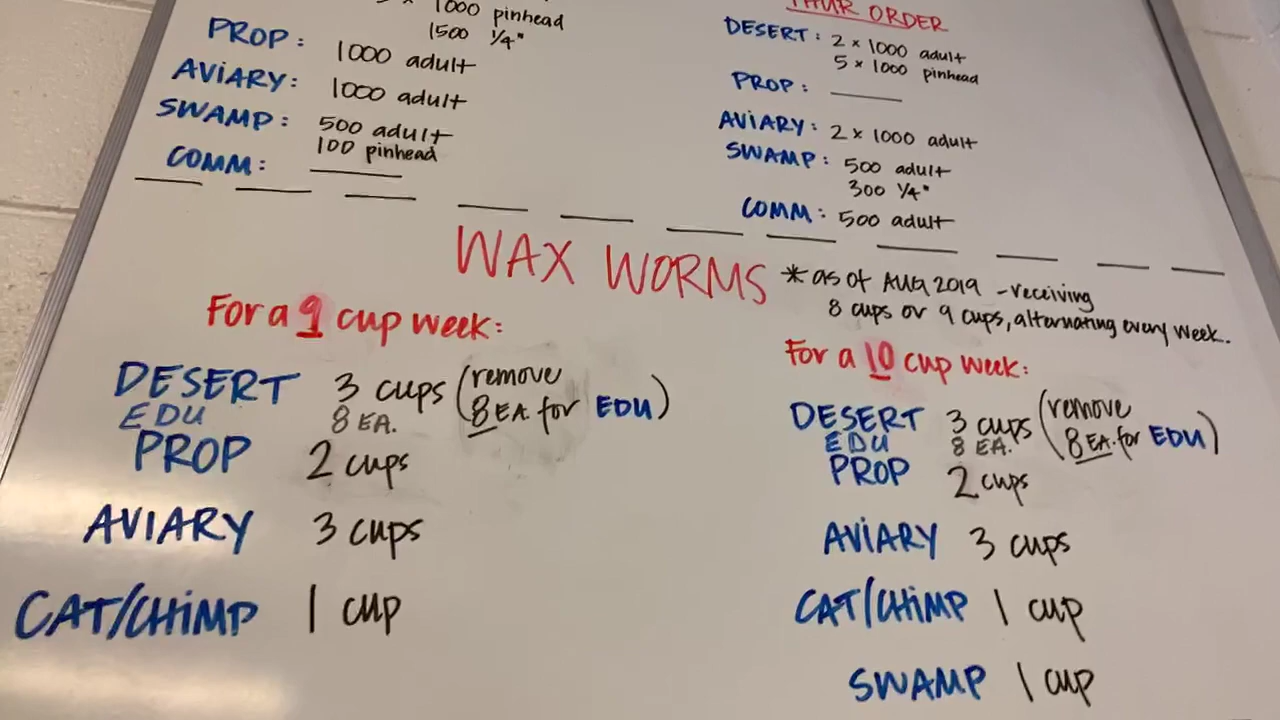 1000 pinhead
1500 1/4"
PROP: 1000 adult
AVIARY: 1000 adult
SWAMP: 500 adult
100 pinhead
COMM:
THUR ORDER
DESERT: 2 x 1000 adult
5 x 1000 pinhead
PROP:
AVIARY: 2 x 1000 adult
SWAMP: 500 adult
300 1/4"
COMM: 500 adult
WAX WORMS
* as of AUG 2019 - receiving
8 cups or 9 cups, alternating every week.
For a 9 cup week:
DESERT 3 cups (remove
8 EA for EDU)
EDU 8 EA.
PROP 2 cups
AVIARY 3 cups
CAT/CHIMP 1 cup
For a 10 cup week:
DESERT 3 cups (remove
8 EA. for EDU)
EDU 8 EA.
PROP 2 cups
AVIARY 3 cups
CAT/CHIMP 1 cup
SWAMP 1 cup